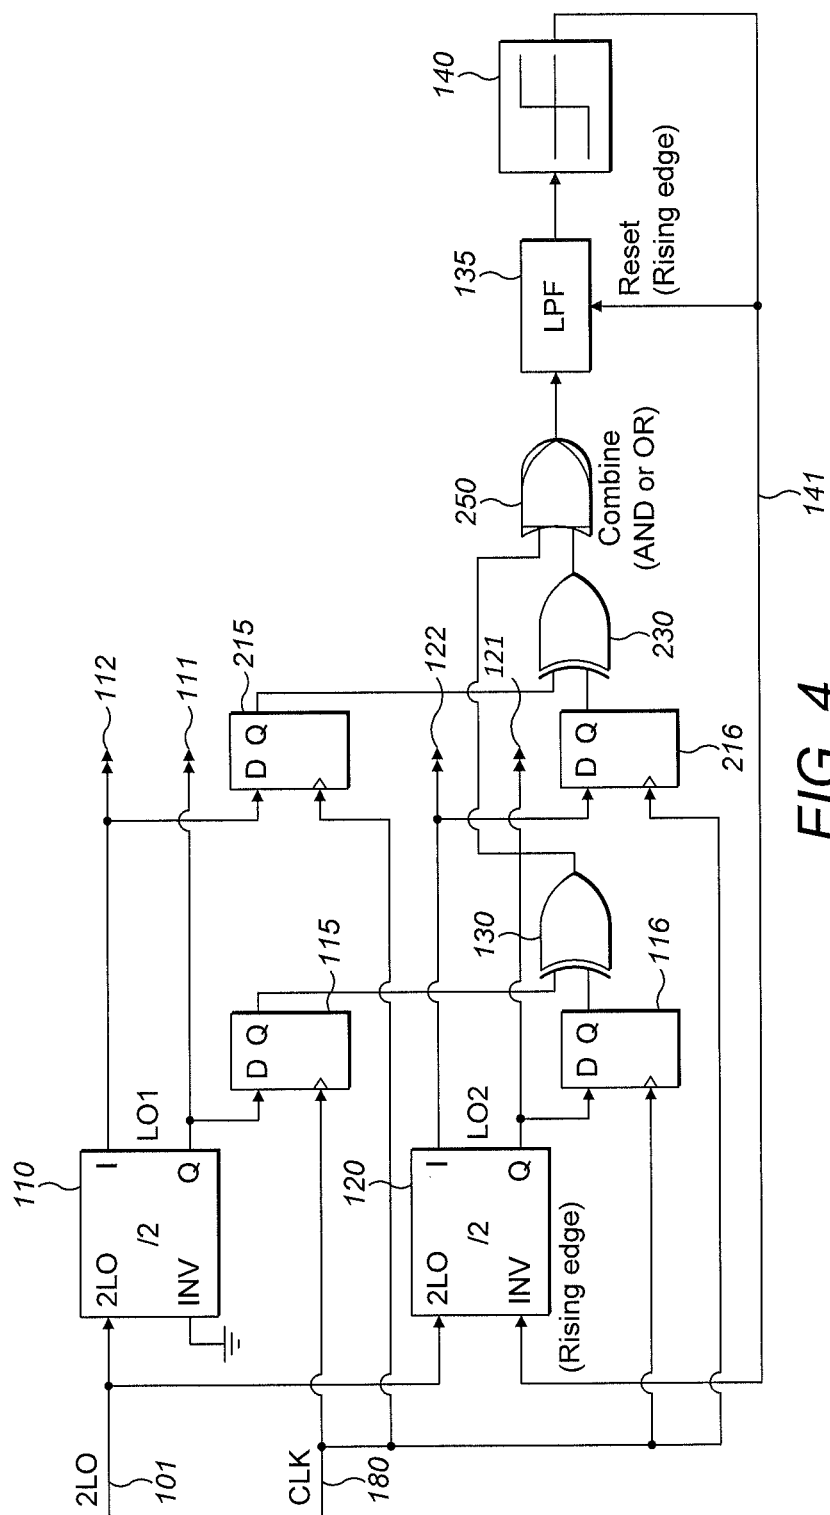 2LO
101
CLK
180
110
2LO
I
/2
INV
Q
LO1
112
111
D Q
115
D Q
215
120
2LO
I
/2
INV
Q
LO2
(Rising edge)
122
121
D Q
116
D Q
216
130
230
250
Combine
(AND or OR)
135
LPF
Reset
(Rising edge)
140
141
FIG. 4